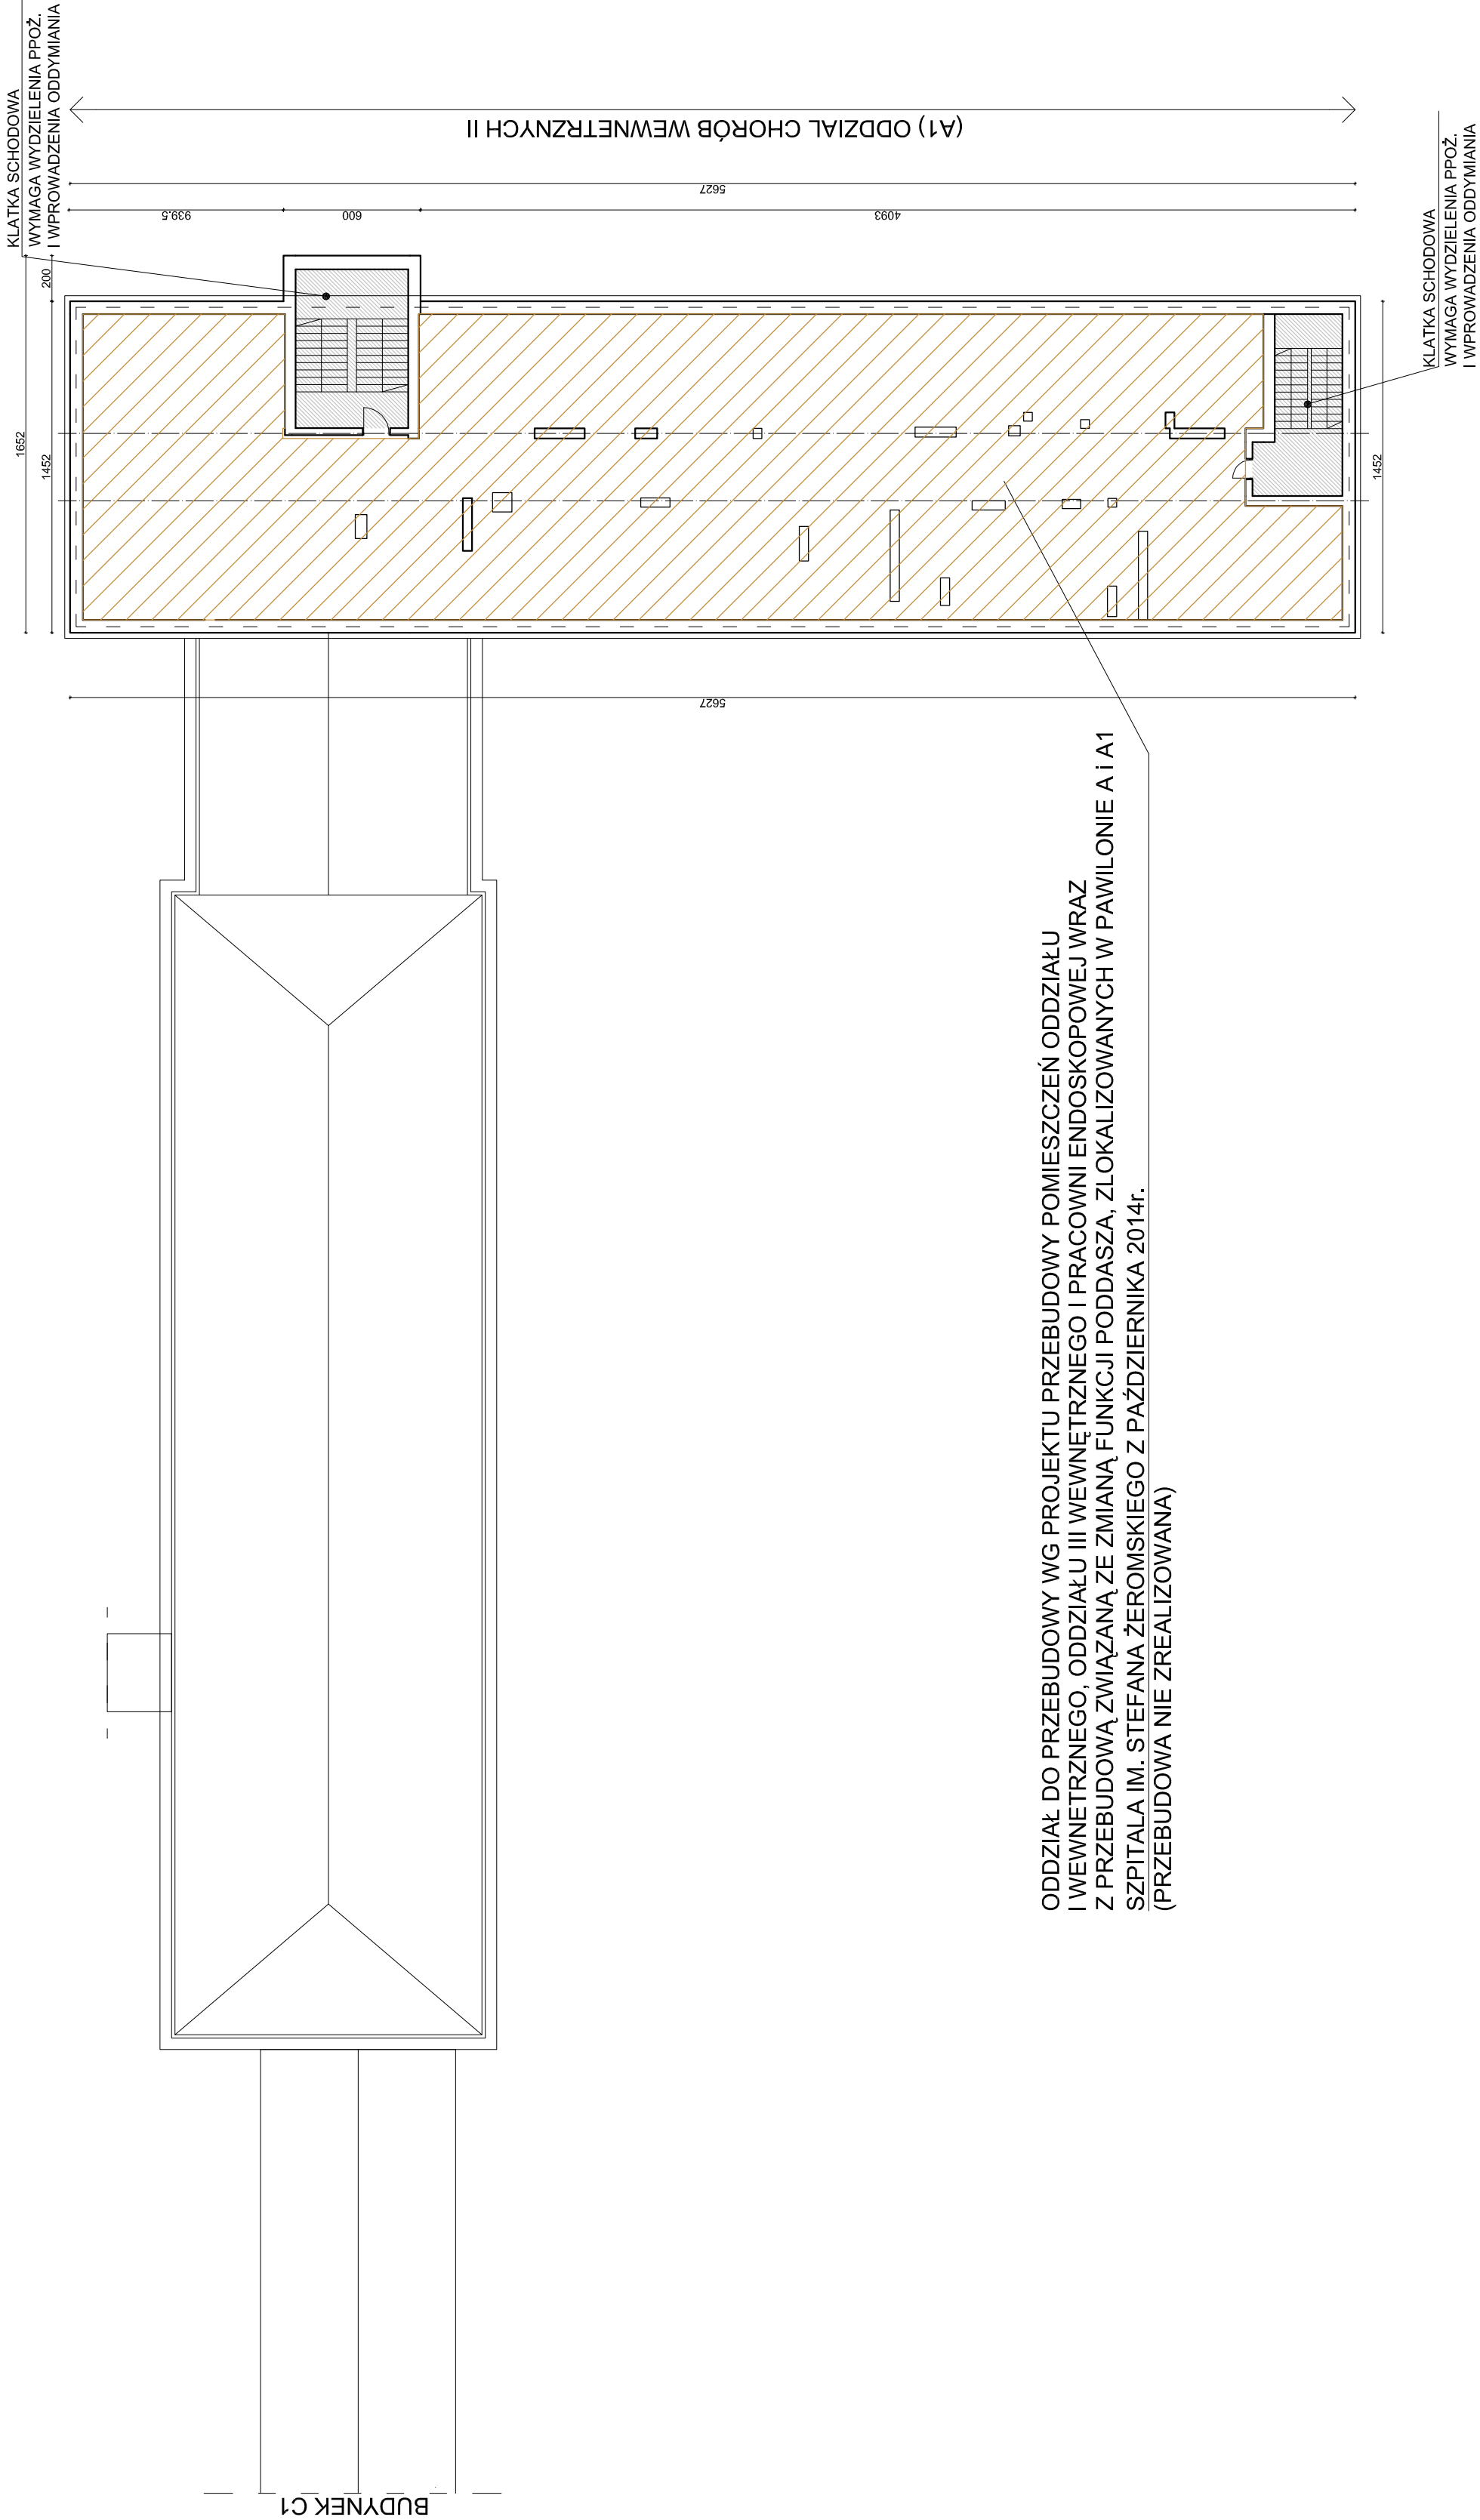 KLATKA SCHODOWA
WYMAGA WYDZIELENIA PPOŻ.
I WPROWADZENIA ODDYMIANIA
(A1) ODDZIAL CHORÓB WEWNETRZNYCH II
5627
939.5
600
4093
200
1652
1452
KLATKA SCHODOWA
WYMAGA WYDZIELENIA PPOŻ.
I WPROWADZENIA ODDYMIANIA
1452
5627
ODDZIAŁ DO PRZEBUDOWY WG PROJEKTU PRZEBUDOWY POMIESZCZEŃ ODDZIAŁU
I WEWNETRZNEGO, ODDZIAŁU III WEWNĘTRZNEGO I PRACOWNI ENDOSKOPOWEJ WRAZ
Z PRZEBUDOWĄ ZWIĄZANĄ ZE ZMIANĄ FUNKCJI PODDASZA, ZLOKALIZOWANYCH W PAWILONIE A i A1
SZPITALA IM. STEFANA ŻEROMSKIEGO Z PAŹDZIERNIKA 2014r.
(PRZEBUDOWA NIE ZREALIZOWANA)
BUDYNEK C1